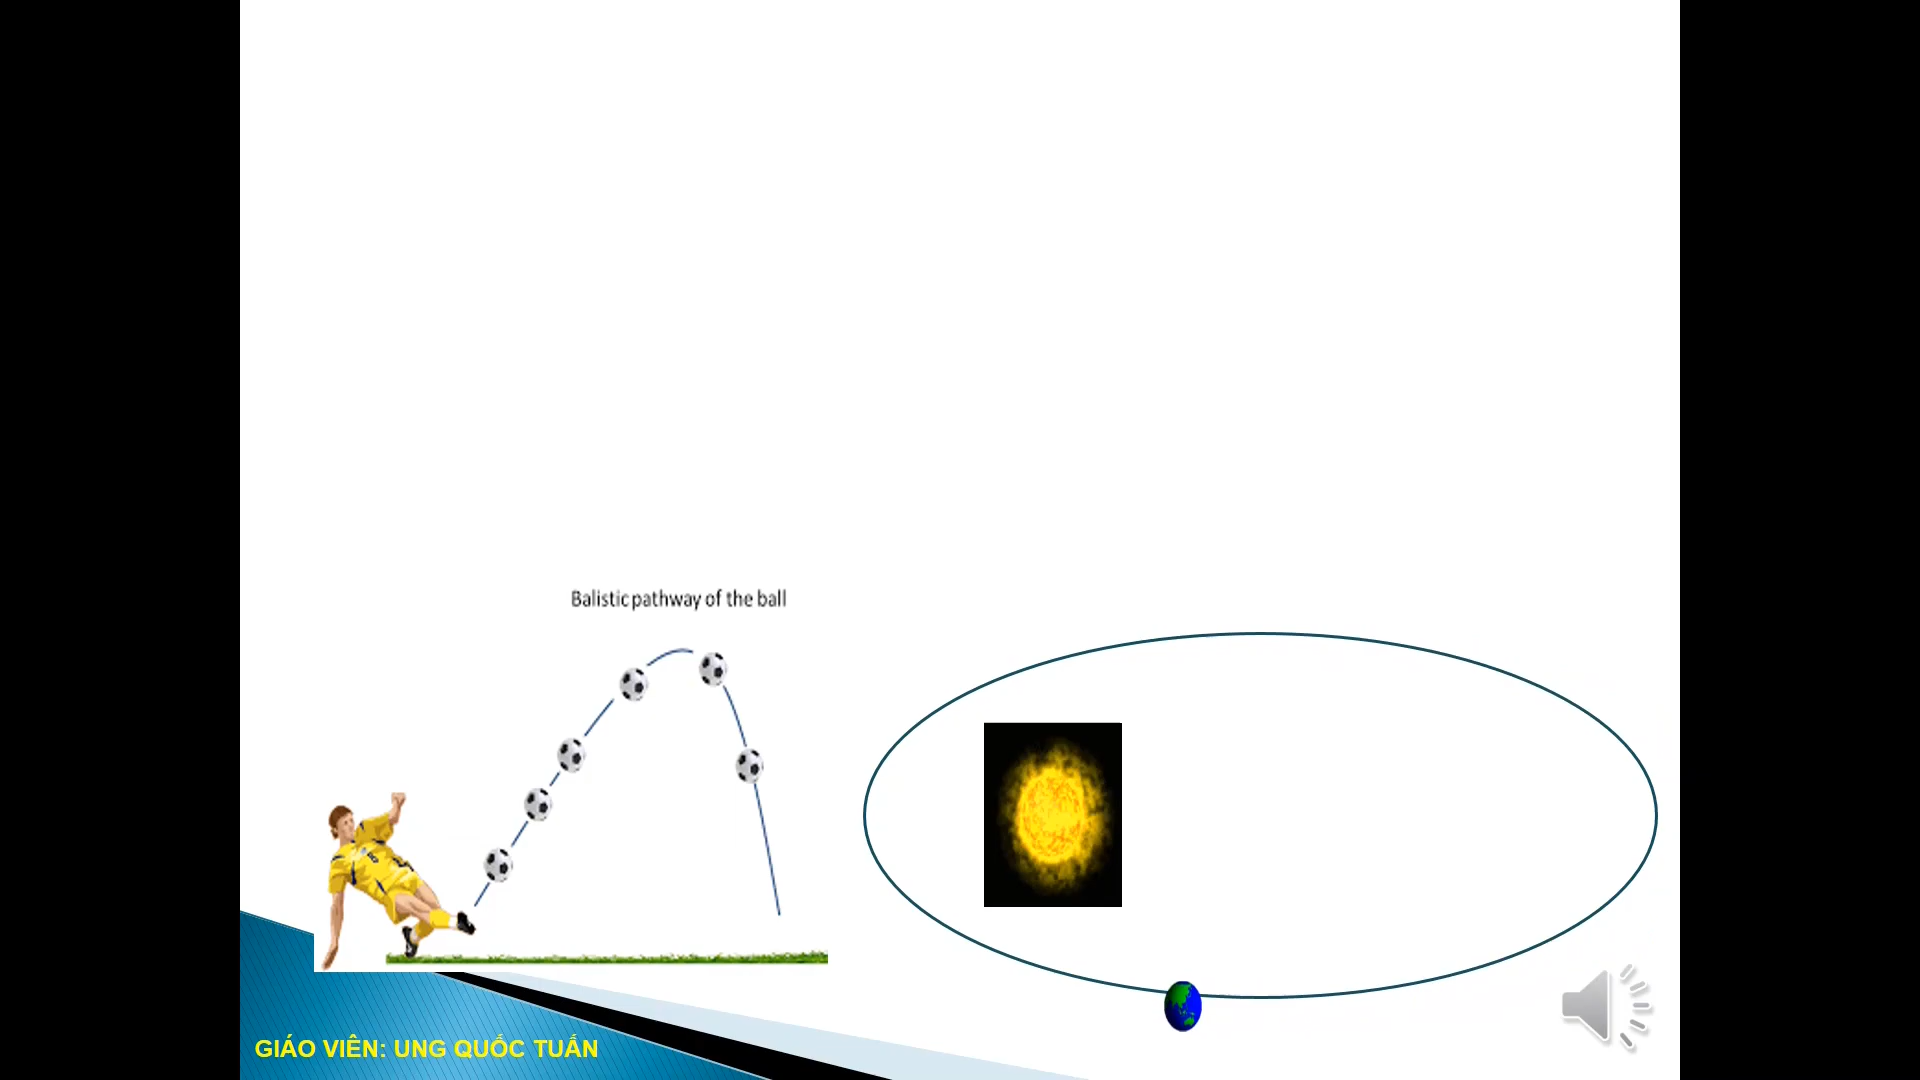 Balistic pathway of the ball
GIÁO VIÊN: UNG QUỐC TUẤN